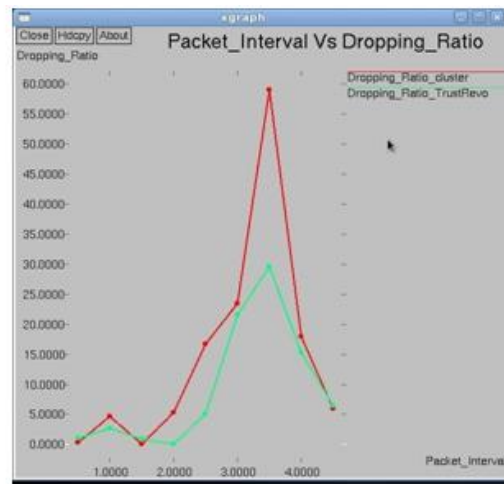 xgraph
Close Hdcpy About
Packet_Interval Vs Dropping_Ratio
Dropping_Ratio
60.0000
Dropping_Ratio_cluster
Dropping_Ratio_TrustRevo
55.0000
50.0000
45.0000
40.0000
35.0000
30.0000
25.0000
20.0000
15.0000
10.0000
5.0000
0.0000
Packet_Interva
1.0000 2.0000 3.0000 4.0000